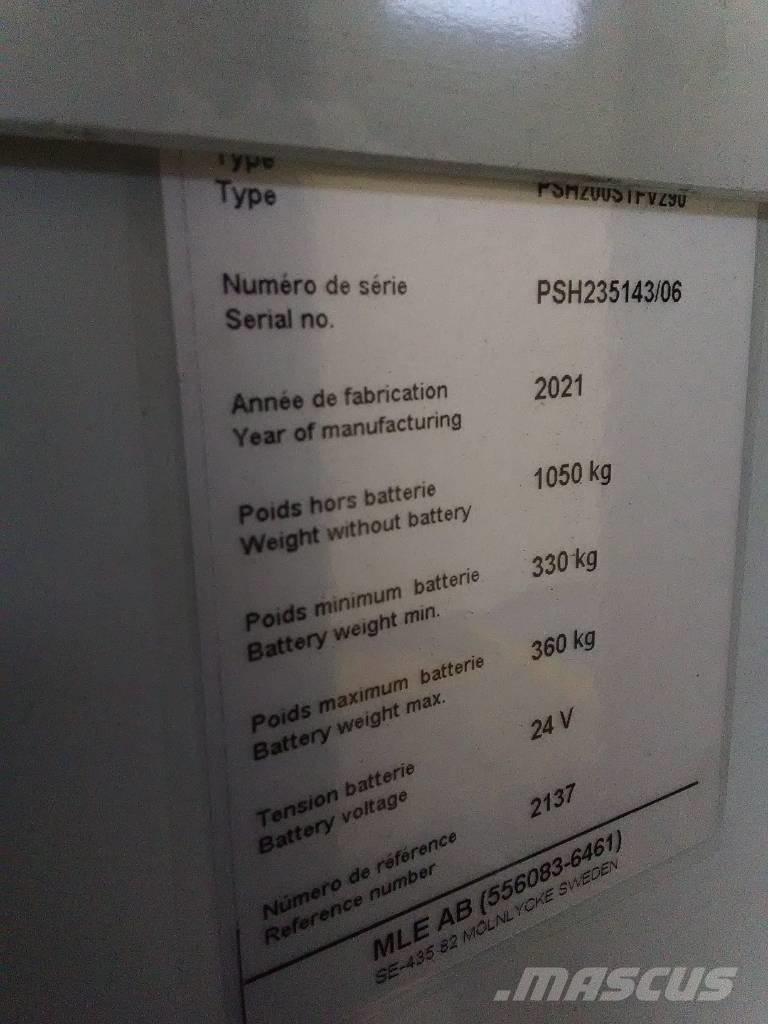 Type
Type PSH200STFV290
Numéro de série
Serial no. PSH235143/06
Année de fabrication
Year of manufacturing 2021
Poids hors batterie
Weight without battery 1050 kg
Poids minimum batterie
Battery weight min. 330 kg
Poids maximum batterie
Battery weight max. 360 kg
Tension batterie
Battery voltage 24 V
Número de référence
Reference number 2137
MLE AB (556083-6461)
SE-435 82 MÖLNLYCKE SWEDEN
.MASCUS